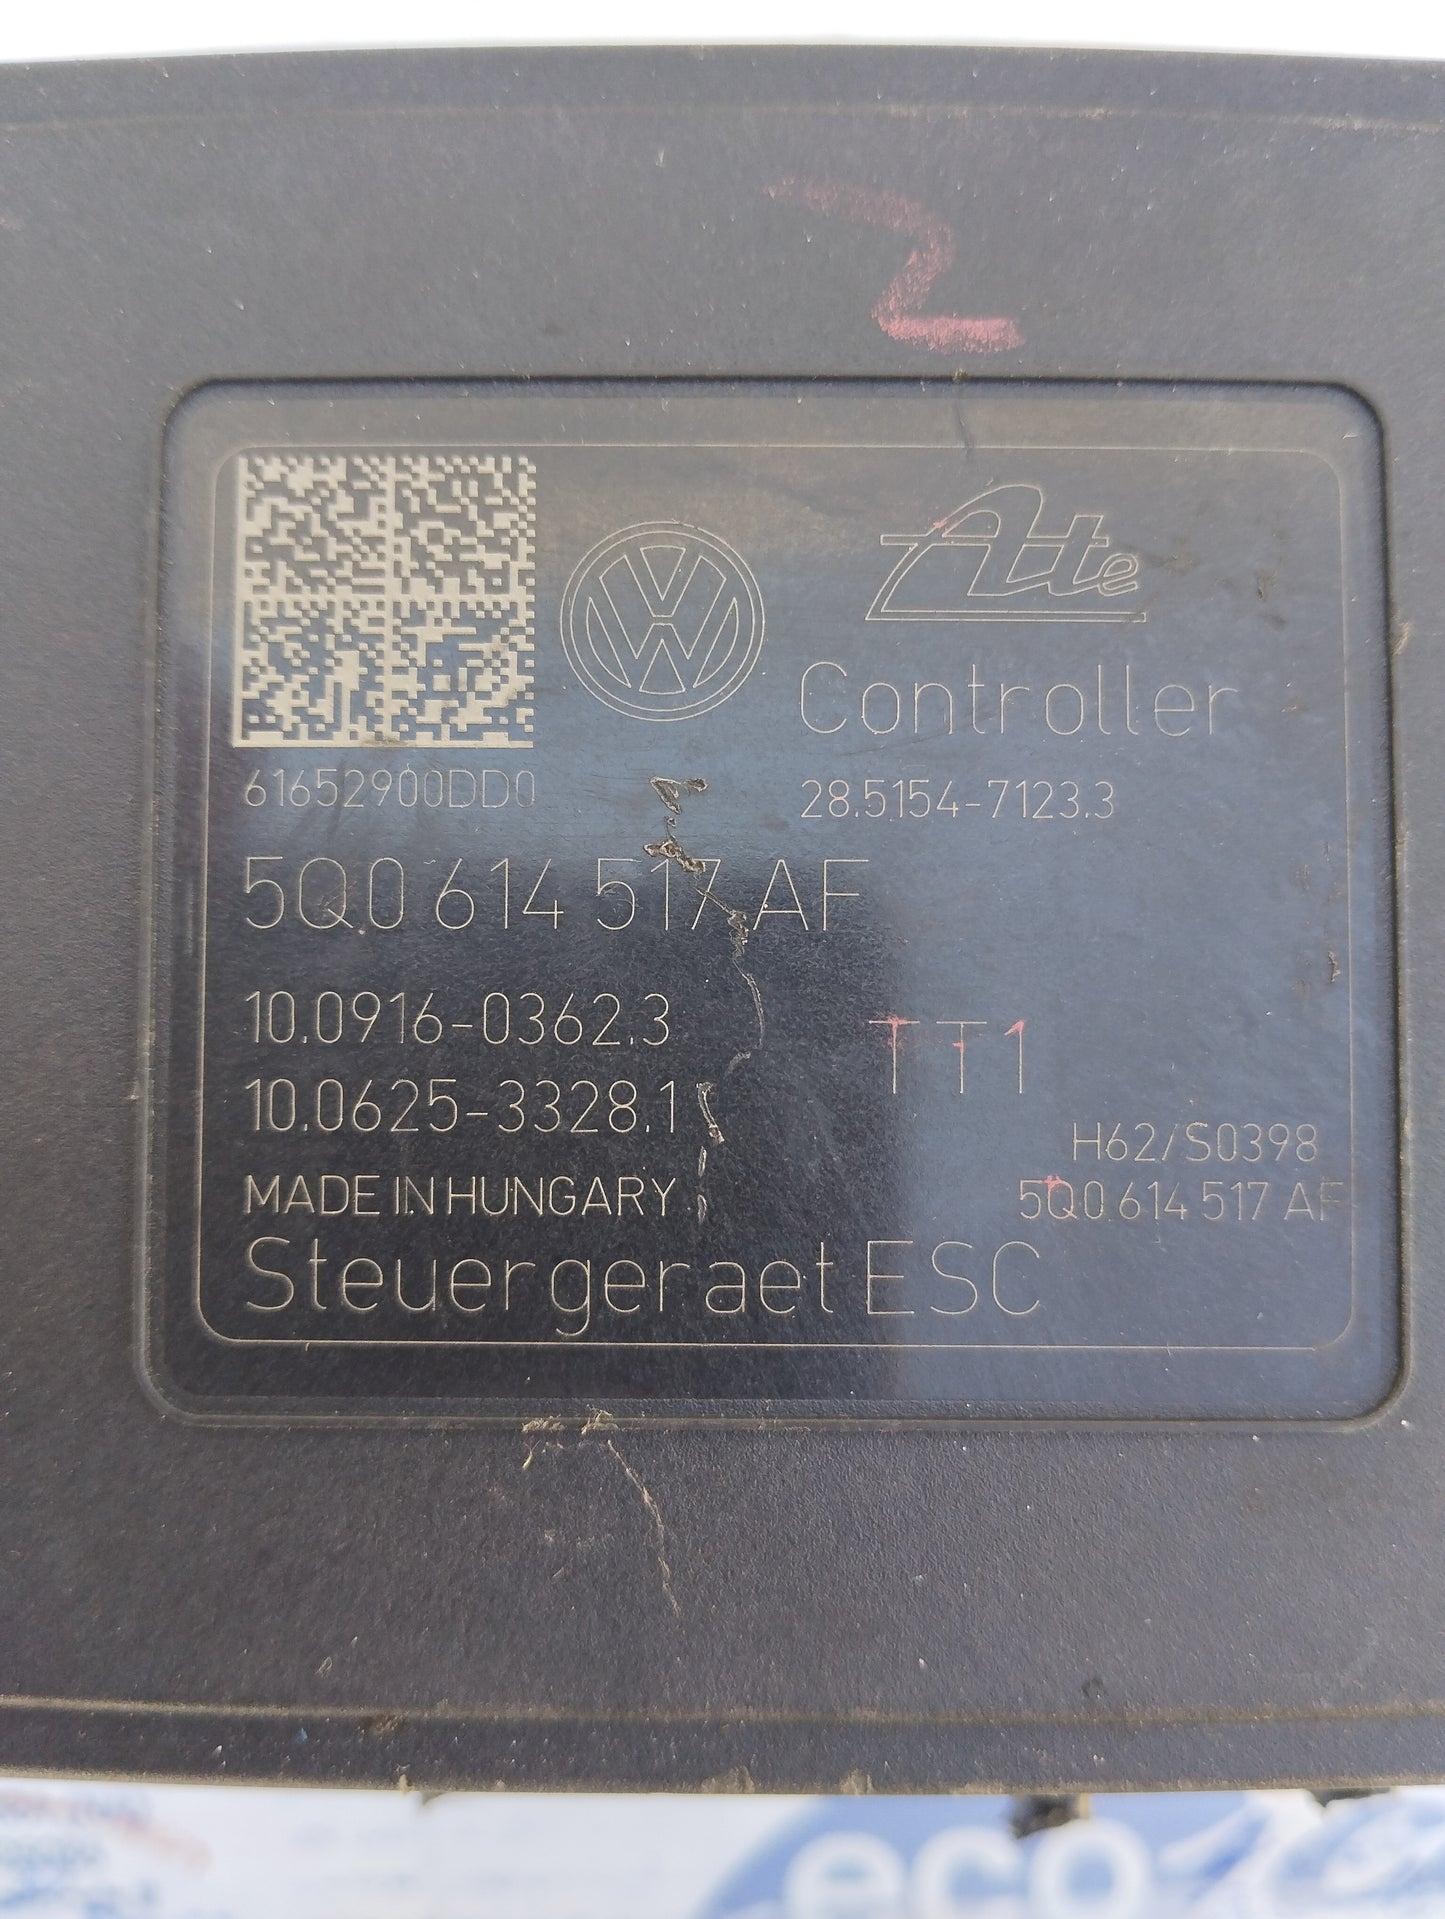 2
Ate
Controller
61652900DD0
28.5154-7123.3
5Q0 614 517 AF
10.0916-0362.3
TT1
10.0625-3328.1
H62/S0398
MADE IN HUNGARY
5Q0 614 517 AF
Steuergeraet ESC
eco